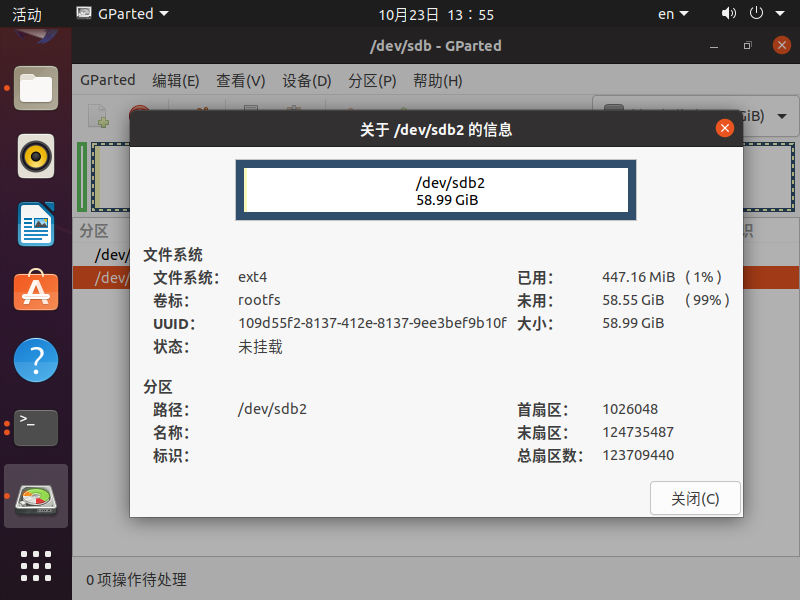 活动
GParted
10月23日 13：55
en
/dev/sdb - GParted
GParted 编辑(E) 查看(V) 设备(D) 分区(P) 帮助(H)
GiB)
关于 /dev/sdb2 的信息
/dev/sdb2
58.99 GiB
分区
识
/dev/
/dev/
文件系统
文件系统： ext4
已用： 447.16 MiB ( 1% )
卷标： rootfs
未用： 58.55 GiB ( 99% )
UUID： 109d55f2-8137-412e-8137-9ee3bef9b10f
大小： 58.99 GiB
状态： 未挂载
分区
路径： /dev/sdb2
首扇区： 1026048
名称：
末扇区： 124735487
标识：
总扇区数： 123709440
关闭(C)
0 项操作待处理